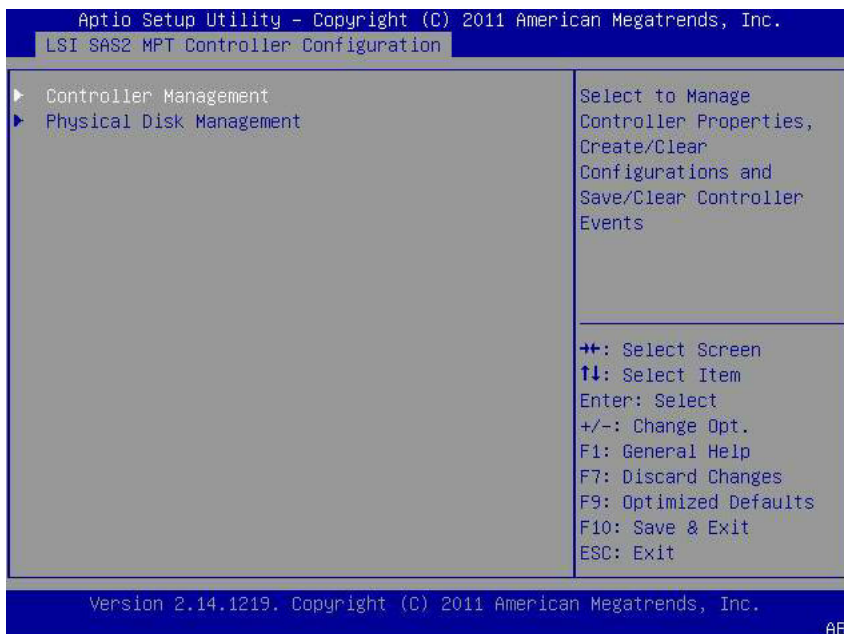 Aptio Setup Utility – Copyright (C) 2011 American Megatrends, Inc.
LSI SAS2 MPT Controller Configuration
Controller Management
Physical Disk Management
Select to Manage
Controller Properties,
Create/Clear
Configurations and
Save/Clear Controller
Events
→←: Select Screen
↑↓: Select Item
Enter: Select
+/-: Change Opt.
F1: General Help
F7: Discard Changes
F9: Optimized Defaults
F10: Save & Exit
ESC: Exit
Version 2.14.1219. Copyright (C) 2011 American Megatrends, Inc.